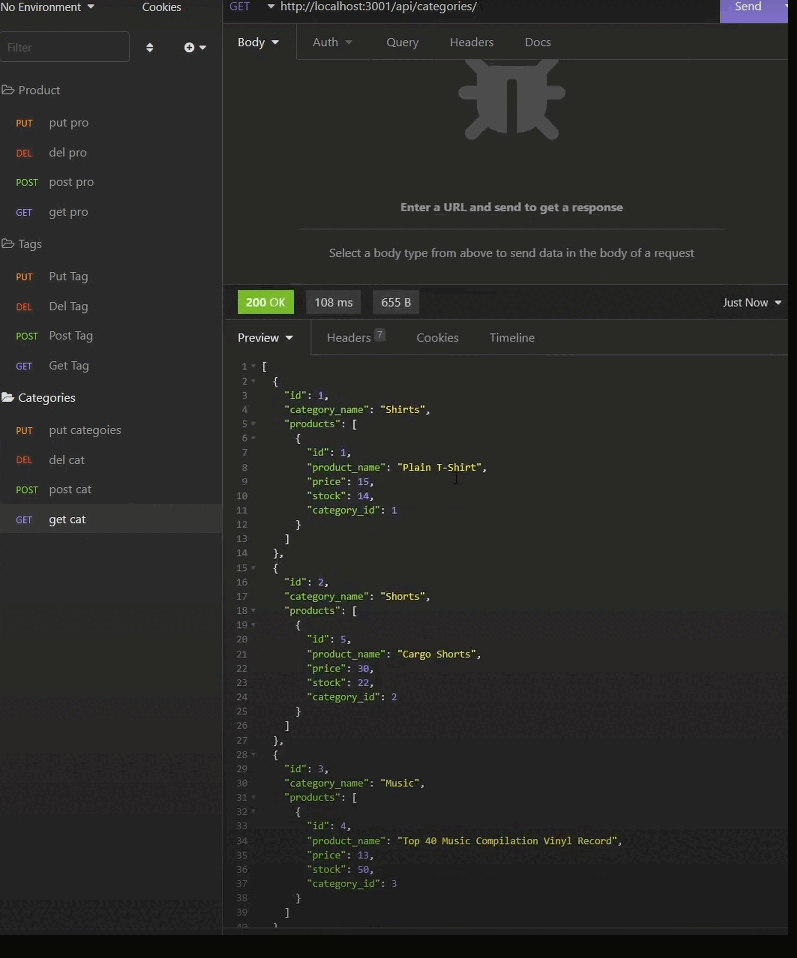 No Environment
Cookies
Filter
Product
PUT put pro
DEL del pro
POST post pro
GET get pro
Tags
PUT Put Tag
DEL Del Tag
POST Post Tag
GET Get Tag
Categories
PUT put categoies
DEL del cat
POST post cat
GET get cat
GET http://localhost:3001/api/categories/ Send
Body Auth Query Headers Docs
Enter a URL and send to get a response
Select a body type from above to send data in the body of a request
200 OK 108 ms 655 B Just Now
Preview Headers 7 Cookies Timeline
1 [
2 {
3 "id": 1,
4 "category_name": "Shirts",
5 "products": [
6 {
7 "id": 1,
8 "product_name": "Plain T-Shirt",
9 "price": 15,
10 "stock": 14,
11 "category_id": 1
12 }
13 ]
14 },
15 {
16 "id": 2,
17 "category_name": "Shorts",
18 "products": [
19 {
20 "id": 5,
21 "product_name": "Cargo Shorts",
22 "price": 30,
23 "stock": 22,
24 "category_id": 2
25 }
26 ]
27 },
28 {
29 "id": 3,
30 "category_name": "Music",
31 "products": [
32 {
33 "id": 4,
34 "product_name": "Top 40 Music Compilation Vinyl Record",
35 "price": 13,
36 "stock": 50,
37 "category_id": 3
38 }
39 ]